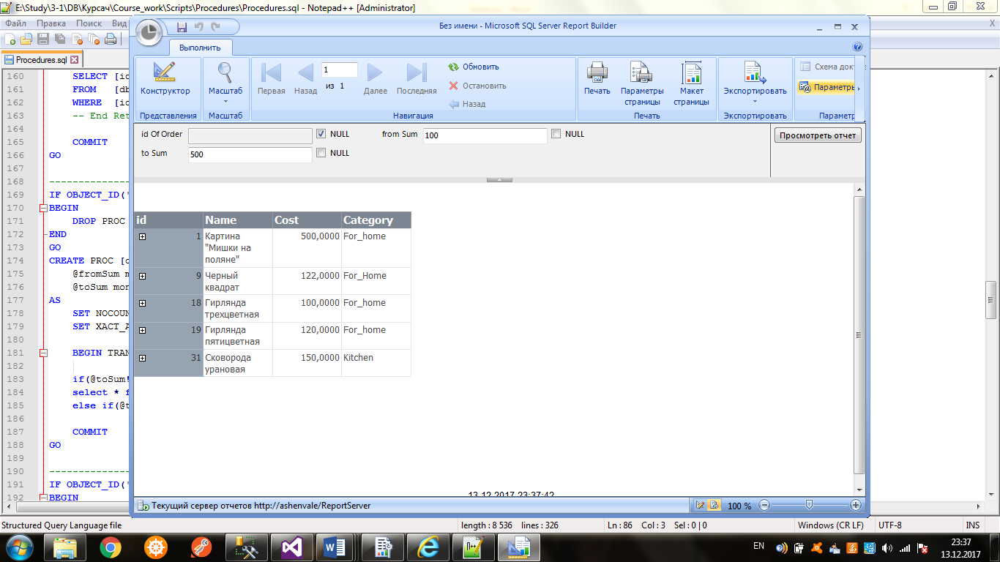 E:\Study\3-1\DB\Курсач\Course_work\Scripts\Procedures\Procedures.sql - Notepad++ [Administrator]
Файл Правка Поиск Вид
X
Procedures.sql
Без имени - Microsoft SQL Server Report Builder
Выполнить
Конструктор
Представления
Масштаб
Масштаб
Первая
Назад
1
из 1
Далее
Последняя
Обновить
Остановить
Назад
Навигация
Печать
Параметры страницы
Макет страницы
Печать
Экспортировать
Экспортировать
Схема док
Параметры
Парамет
id Of Order
NULL
from Sum 100
NULL
Просмотреть отчет
to Sum 500
NULL
id Name Cost Category
1 Картина 500,0000 For_home
"Мишки на
поляне"
9 Черный 122,0000 For_Home
квадрат
18 Гирлянда 100,0000 For_home
трехцветная
19 Гирлянда 120,0000 For_home
пятицветная
31 Сковорода 150,0000 Kitchen
урановая
13.12.2017 23:37:42
Текущий сервер отчетов http://ashenvale/ReportServer
100 %
160 SELECT [id
161 FROM [db
162 WHERE [id
163 -- End Ret
164
165 COMMIT
166 GO
167
168 ---------------
169 IF OBJECT_ID('
170 BEGIN
171 DROP PROC
172 END
173 GO
174 CREATE PROC [d
175 @fromSum m
176 @toSum mon
177 AS
178 SET NOCOUN
179 SET XACT_A
180
181 BEGIN TRAN
182
183 if(@toSum!
184 select * f
185 else if(@t
186
187 COMMIT
188 GO
189
190 ---------------
191 IF OBJECT_ID('
192 BEGIN
Structured Query Language file
length : 8 536 lines : 326
Ln : 86 Col : 3 Sel : 0 | 0
Windows (CR LF)
UTF-8
INS
EN
23:37
13.12.2017